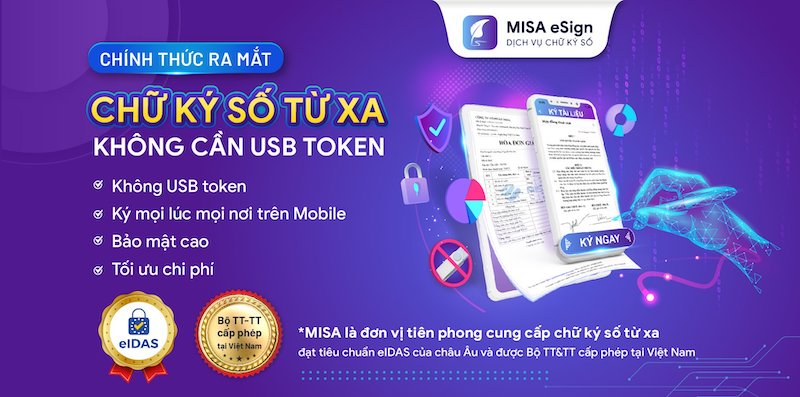 MISA eSign
DỊCH VỤ CHỮ KÝ SỐ
CHÍNH THỨC RA MẮT
CHỮ KÝ SỐ TỪ XA
KHÔNG CẦN USB TOKEN
Không USB token
Ký mọi lúc mọi nơi trên Mobile
Bảo mật cao
Tối ưu chi phí
eIDAS
Bộ TT-TT
cấp phép
tại Việt Nam
HÓA ĐƠN GI
KÝ TÀI LIỆU
KÝ NGAY
*MISA là đơn vị tiên phong cung cấp chữ ký số từ xa
đạt tiêu chuẩn eIDAS của châu Âu và được Bộ TT&TT cấp phép tại Việt Nam